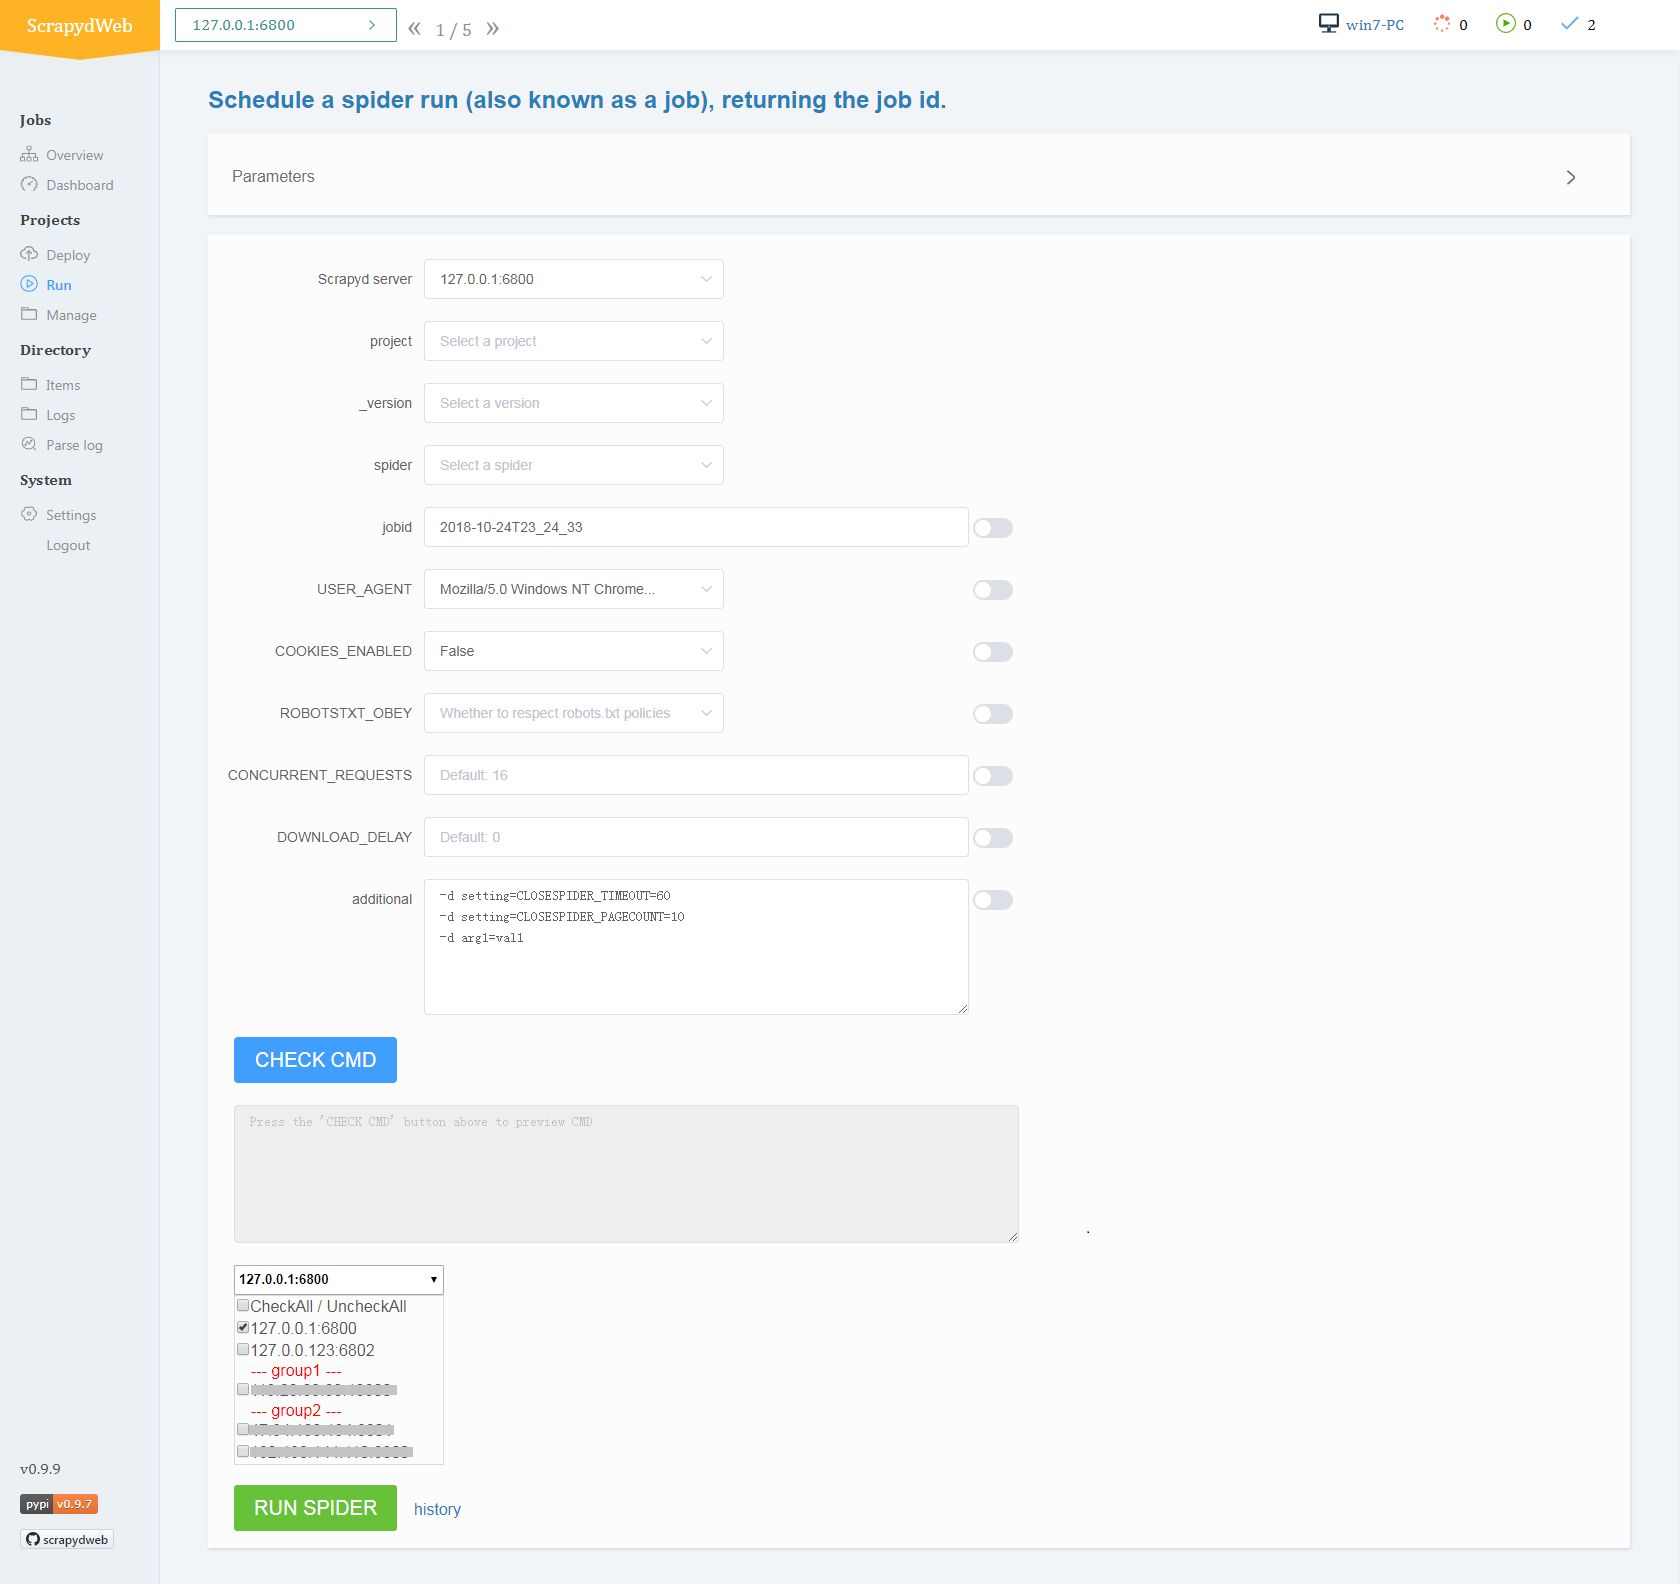 ScrapydWeb
127.0.0.1:6800
« 1 / 5 »
win7-PC
0
0
2
Jobs
Overview
Dashboard
Projects
Deploy
Run
Manage
Directory
Items
Logs
Parse log
System
Settings
Logout
v0.9.9
pypi v0.9.7
scrapydweb
Schedule a spider run (also known as a job), returning the job id.
Parameters
Scrapyd server 127.0.0.1:6800
project Select a project
_version Select a version
spider Select a spider
jobid 2018-10-24T23_24_33
USER_AGENT Mozilla/5.0 Windows NT Chrome...
COOKIES_ENABLED False
ROBOTSTXT_OBEY Whether to respect robots.txt policies
CONCURRENT_REQUESTS Default: 16
DOWNLOAD_DELAY Default: 0
additional -d setting=CLOSESPIDER_TIMEOUT=60
-d setting=CLOSESPIDER_PAGECOUNT=10
-d arg1=val1
CHECK CMD
Press the 'CHECK CMD' button above to preview CMD
.
127.0.0.1:6800
CheckAll / UncheckAll
127.0.0.1:6800
127.0.0.123:6802
--- group1 ---
--- group2 ---
RUN SPIDER history